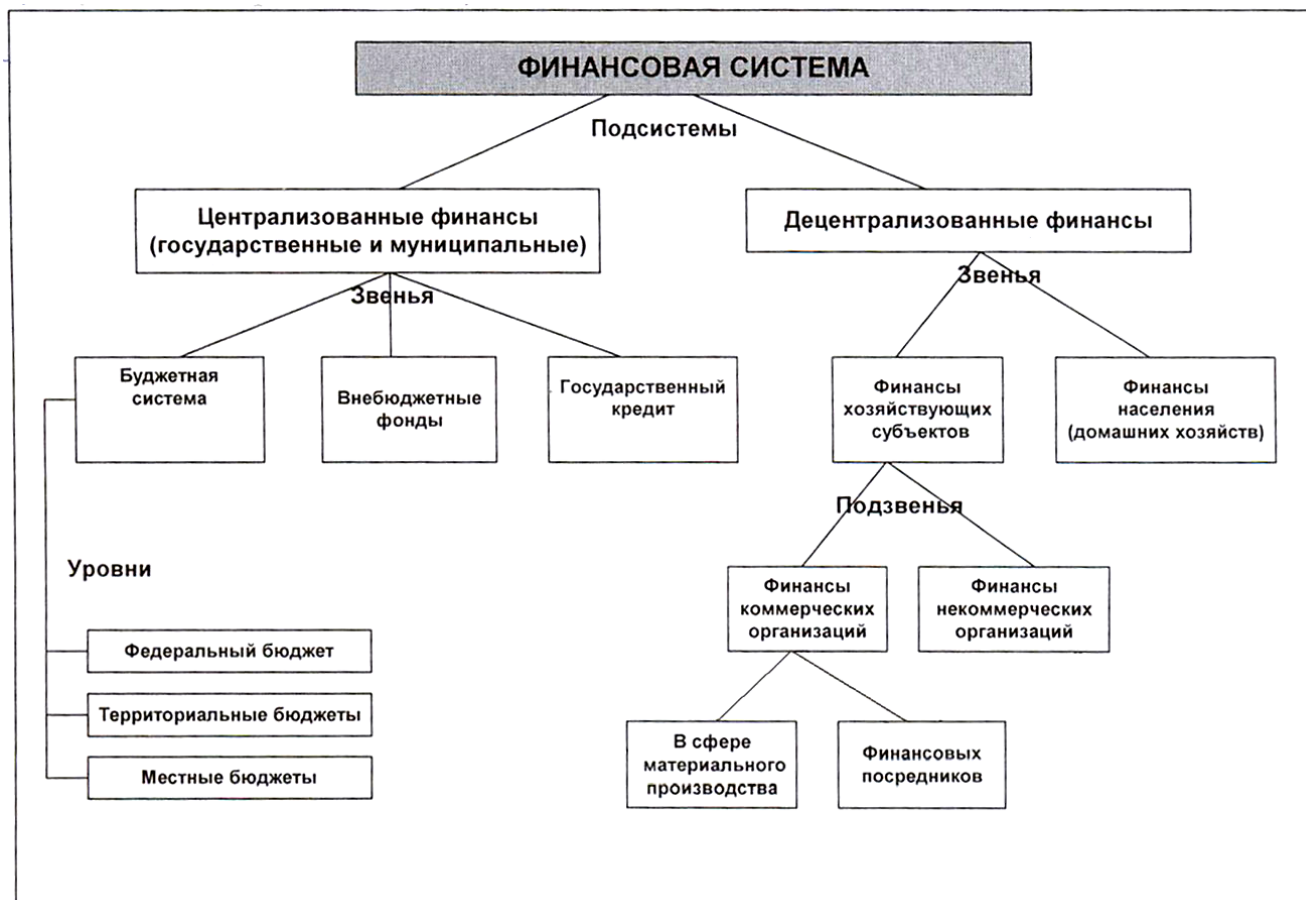 ФИНАНСОВАЯ СИСТЕМА
Подсистемы
Централизованные финансы
(государственные и муниципальные)
Децентрализованные финансы
Звенья
Звенья
Буджетная
система
Внебюджетные
фонды
Государственный
кредит
Финансы
хозяйствующих
субъектов
Финансы
населения
(домашних хозяйств)
Подзвенья
Уровни
Финансы
коммерческих
организаций
Финансы
некоммерческих
организаций
Федеральный бюджет
Территориальные бюджеты
Местные бюджеты
В сфере
материального
производства
Финансовых
посредников